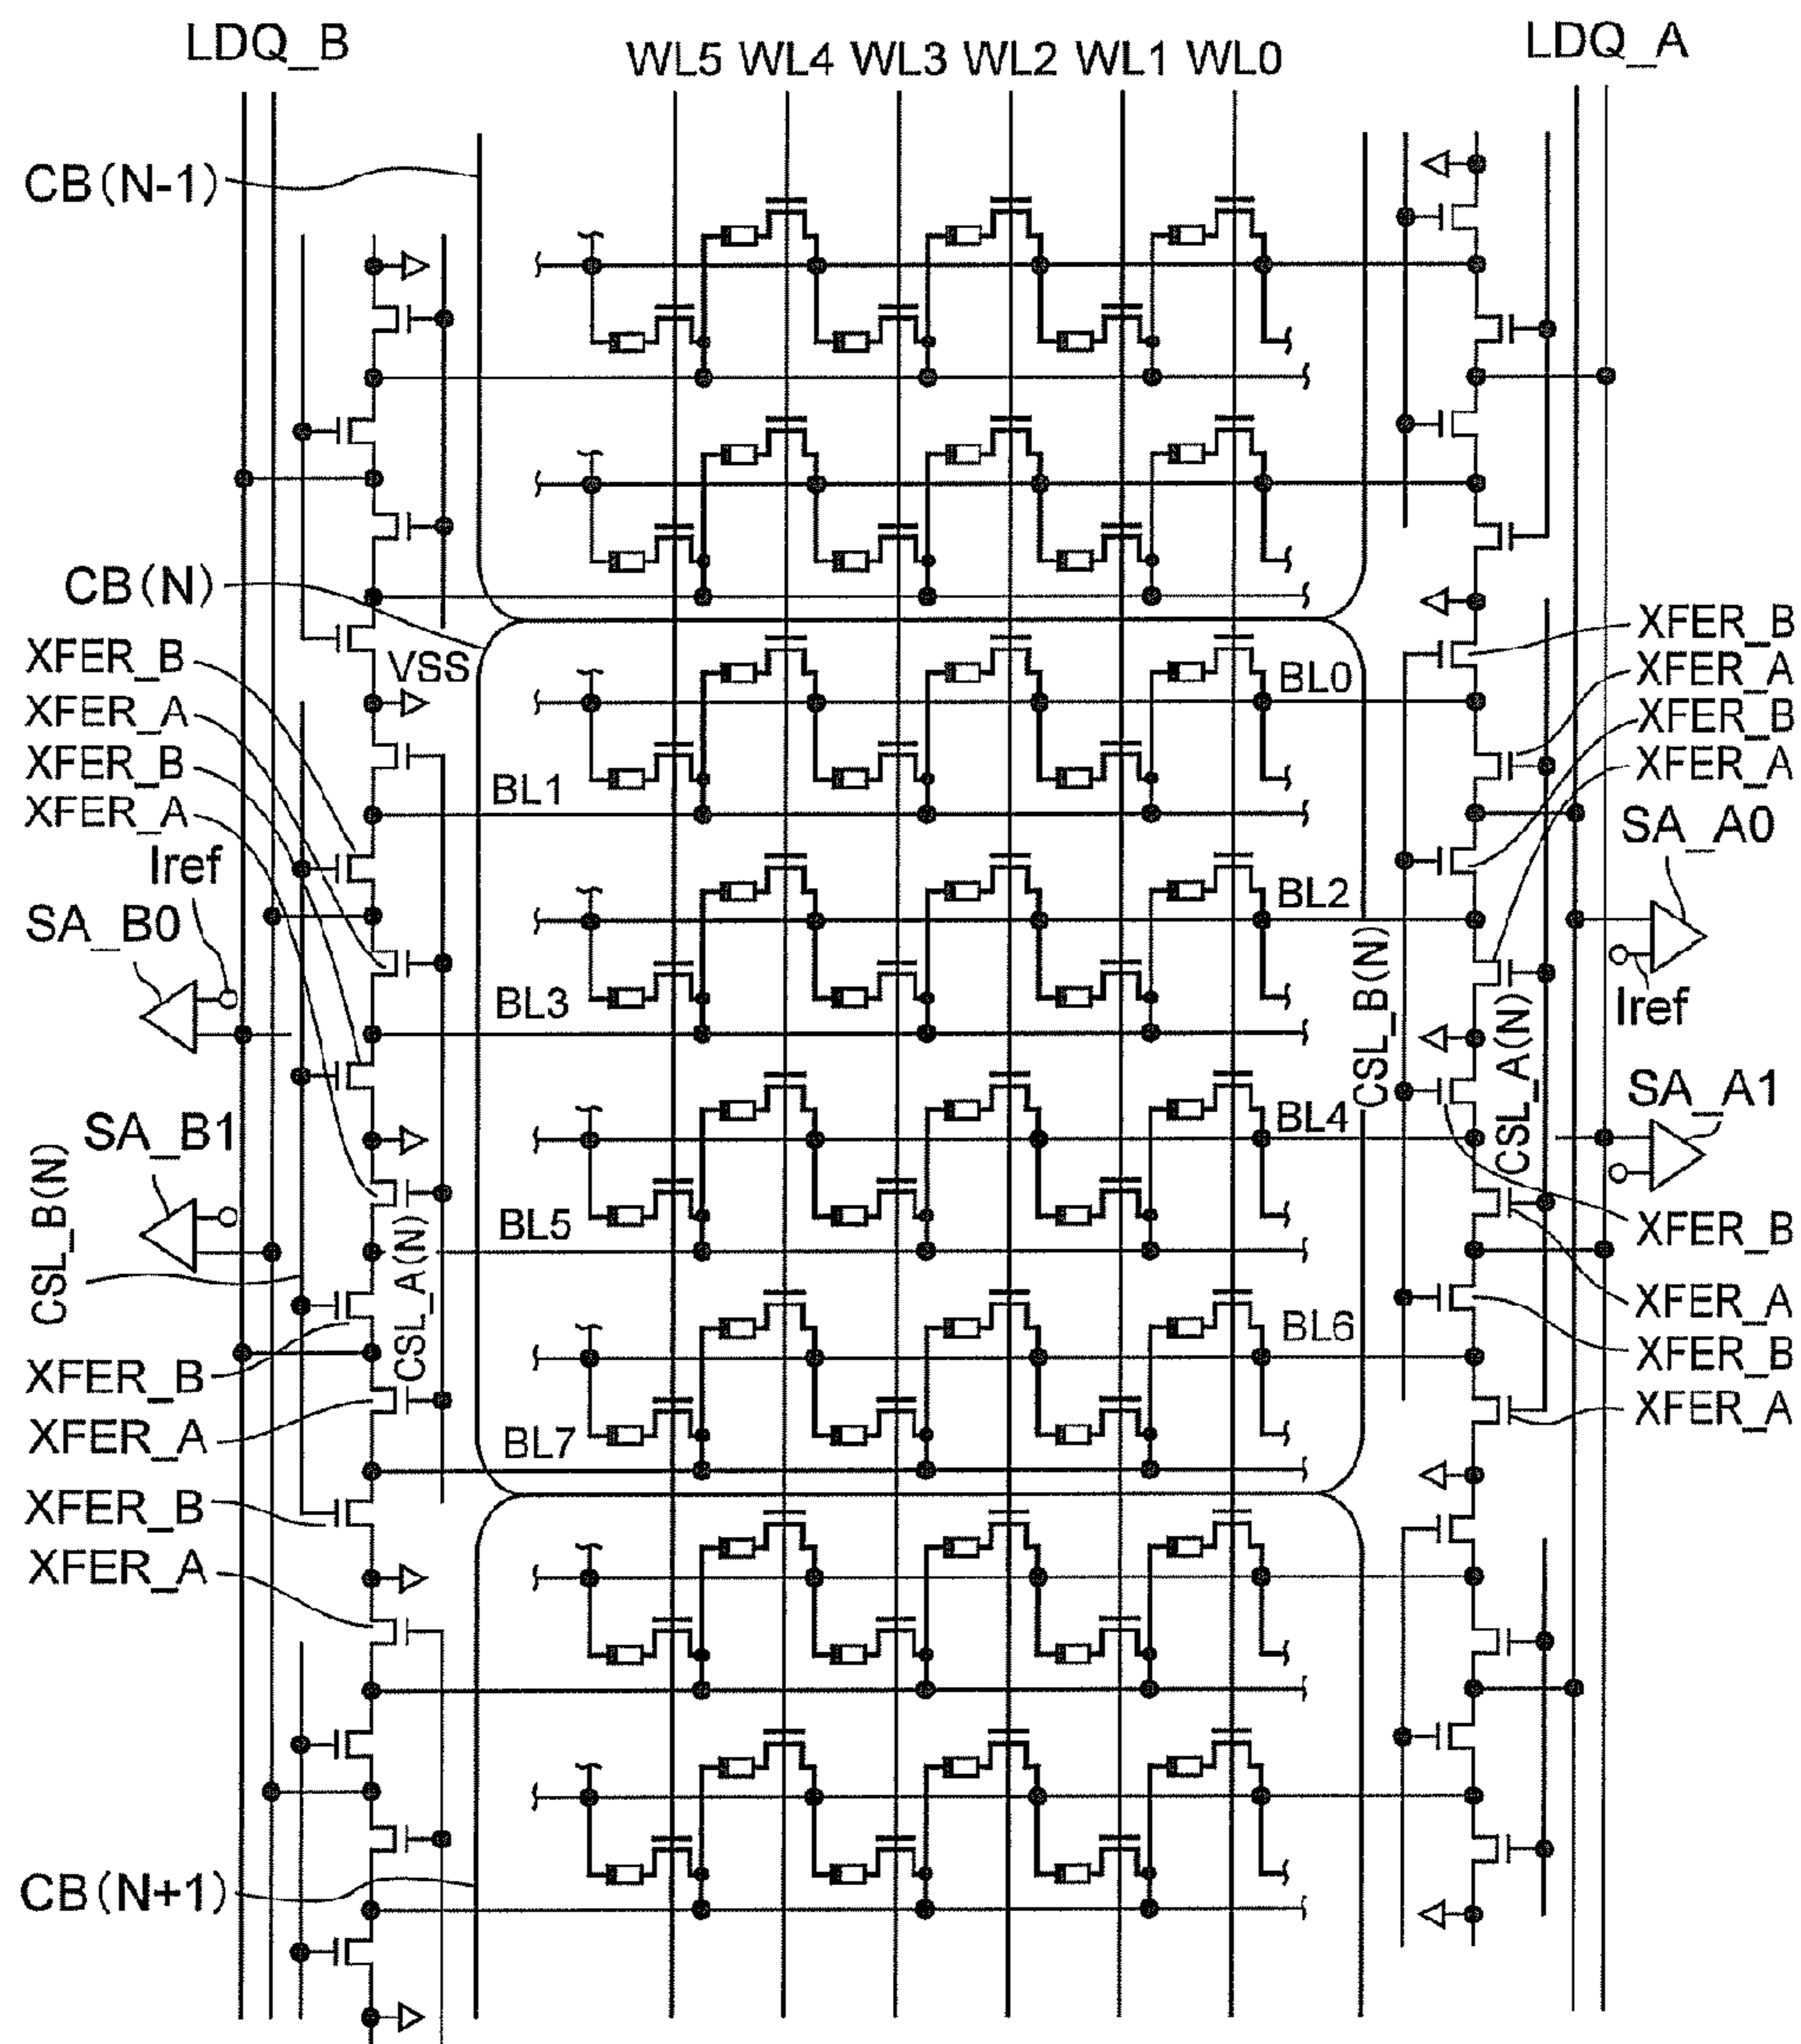 LDQ_B
WL5 WL4 WL3 WL2 WL1 WL0
LDQ_A
CB(N-1)
CB(N)
XFER_B
VSS
XFER_A
XFER_B
XFER_A
Iref
SA_B0
SA_B1
CSL_B(N)
CSL_A(N)
XFER_B
XFER_A
XFER_B
XFER_A
CB(N+1)
BL0
BL1
BL2
BL3
BL4
BL5
BL6
BL7
CSL_B(N)
CSL_A(N)
XFER_B
XFER_A
XFER_B
XFER_A
SA_A0
Iref
SA_A1
XFER_B
XFER_A
XFER_B
XFER_A